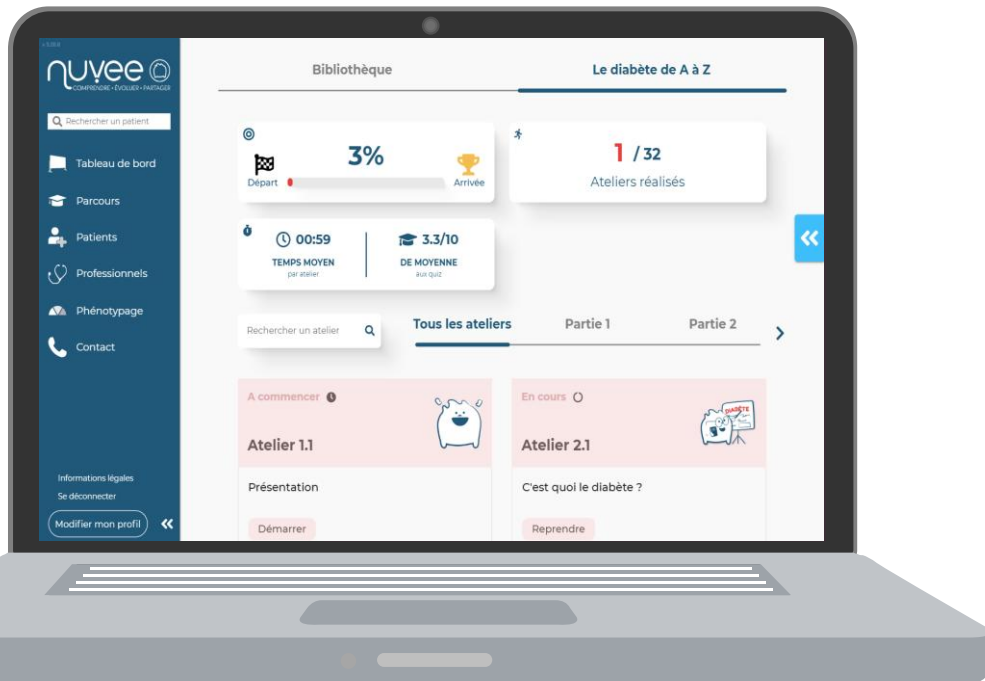 nuvee
COMPRENDRE • ÉVOLUER • PARTAGER
Rechercher un patient
Tableau de bord
Parcours
Patients
Professionnels
Phénotypage
Contact
Informations légales
Se déconnecter
Modifier mon profil
Bibliothèque
Le diabète de A à Z
3%
Départ
Arrivée
1 / 32
Ateliers réalisés
00:59
TEMPS MOYEN
par atelier
3.3/10
DE MOYENNE
aux quiz
Rechercher un atelier
Tous les ateliers
Partie 1
Partie 2
A commencer
Atelier 1.1
Présentation
Démarrer
En cours
DIABÈTE
Atelier 2.1
C'est quoi le diabète ?
Reprendre